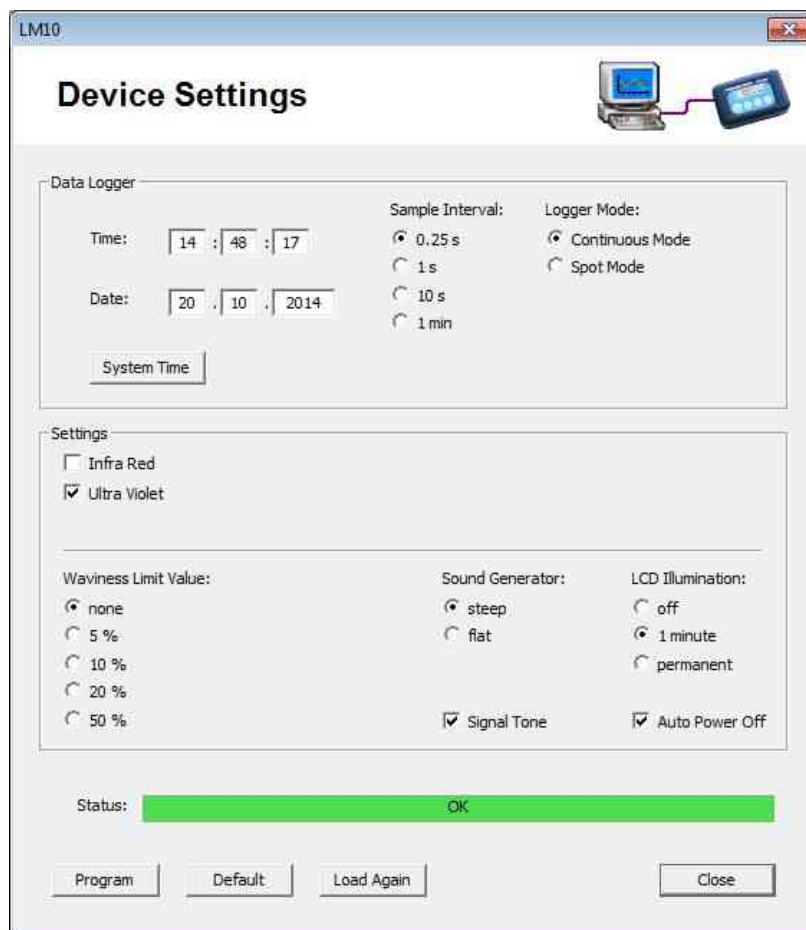 LM10
Device Settings
Data Logger
Time: 14 : 48 : 17
Date: 20 . 10 . 2014
System Time
Sample Interval:
0.25 s
1 s
10 s
1 min
Logger Mode:
Continuous Mode
Spot Mode
Settings
Infra Red
Ultra Violet
Waviness Limit Value:
none
5 %
10 %
20 %
50 %
Sound Generator:
steep
flat
Signal Tone
LCD Illumination:
off
1 minute
permanent
Auto Power Off
Status: OK
Program
Default
Load Again
Close